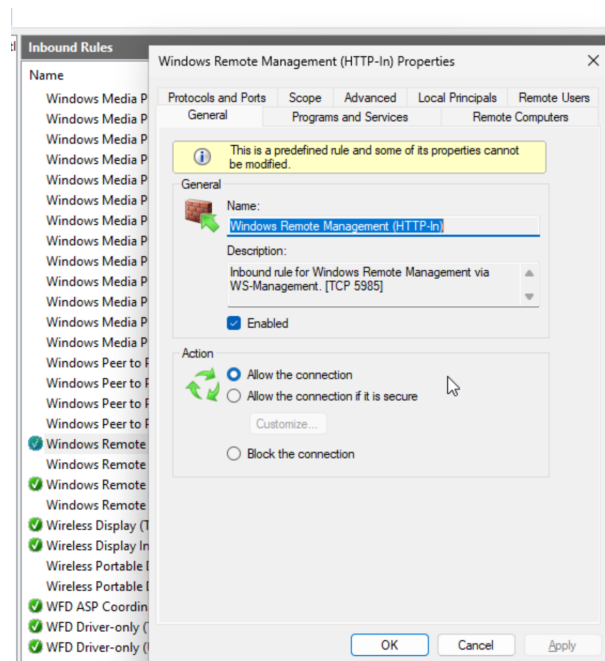 Inbound Rules
Name
Windows Media P
Windows Media P
Windows Media P
Windows Media P
Windows Media P
Windows Media P
Windows Media P
Windows Media P
Windows Media P
Windows Media P
Windows Media P
Windows Media P
Windows Media P
Windows Peer to P
Windows Peer to P
Windows Peer to P
Windows Peer to P
Windows Remote
Windows Remote
Windows Remote
Windows Remote
Wireless Display (T
Wireless Display In
Wireless Portable D
Wireless Portable D
WFD ASP Coordin
WFD Driver-only (T
WFD Driver-only (U
Windows Remote Management (HTTP-In) Properties
Protocols and Ports Scope Advanced Local Principals Remote Users
General Programs and Services Remote Computers
This is a predefined rule and some of its properties cannot
be modified.
General
Name:
Windows Remote Management (HTTP-In)
Description:
Inbound rule for Windows Remote Management via
WS-Management. [TCP 5985]
Enabled
Action
Allow the connection
Allow the connection if it is secure
Customize...
Block the connection
OK Cancel Apply